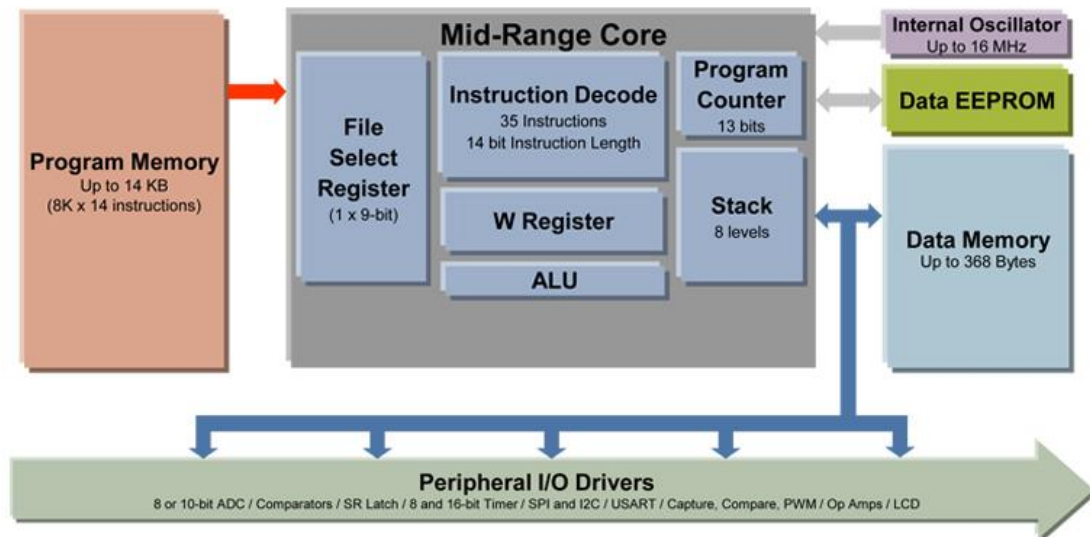 Program Memory
Up to 14 KB
(8K x 14 instructions)
Mid-Range Core
File
Select
Register
(1 x 9-bit)
Instruction Decode
35 Instructions
14 bit Instruction Length
W Register
ALU
Program
Counter
13 bits
Stack
8 levels
Internal Oscillator
Up to 16 MHz
Data EEPROM
Data Memory
Up to 368 Bytes
Peripheral I/O Drivers
8 or 10-bit ADC / Comparators / SR Latch / 8 and 16-bit Timer / SPI and I2C / USART / Capture, Compare, PWM / Op Amps / LCD